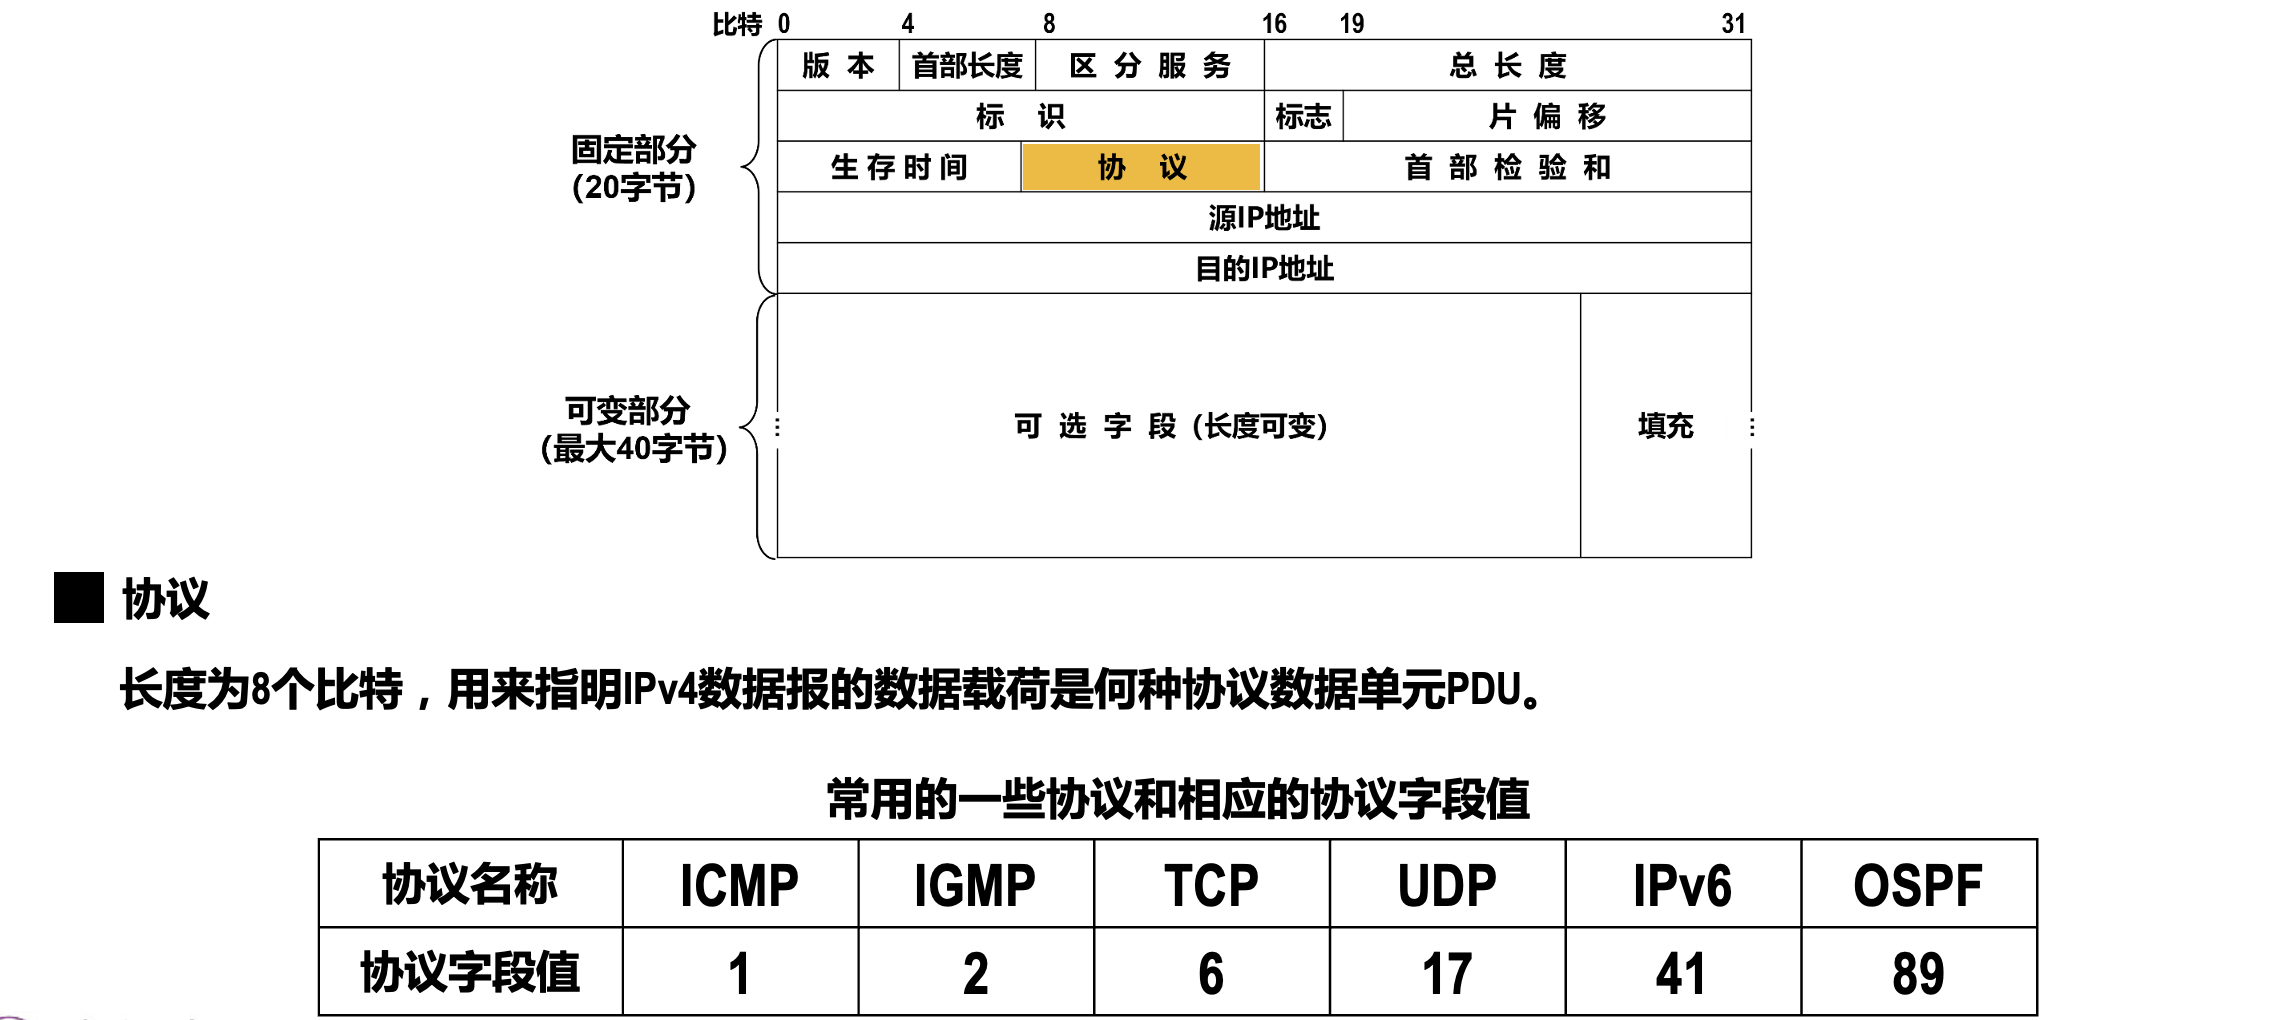 比特 0 4 8 16 19 31
版 本 首部长度 区 分 服 务 总 长 度
标 识 标志 片 偏 移
固定部分
(20字节)
生 存 时 间 协 议 首 部 检 验 和
源IP地址
目的IP地址
可变部分
(最大40字节)
可 选 字 段 (长度可变) 填充
协议
长度为8个比特，用来指明IPv4数据报的数据载荷是何种协议数据单元PDU。
常用的一些协议和相应的协议字段值
协议名称 ICMP IGMP TCP UDP IPv6 OSPF
协议字段值 1 2 6 17 41 89